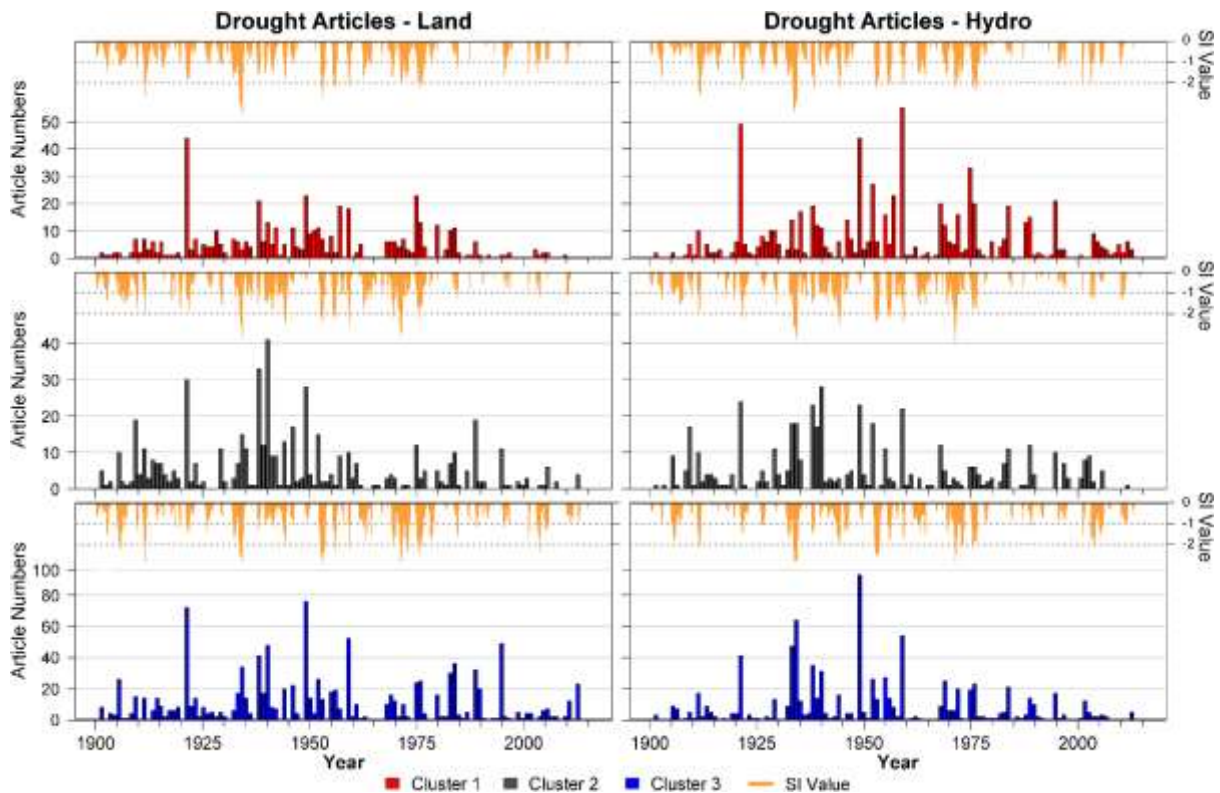 Drought Articles - Land
Drought Articles - Hydro
0
-1
-2
SI Value
Article Numbers
50
40
30
20
10
0
0
-1
-2
SI Value
Article Numbers
40
30
20
10
0
0
-1
-2
SI Value
Article Numbers
100
80
60
40
20
0
1900 1925 1950 1975 2000
1900 1925 1950 1975 2000
Year
Year
Cluster 1 Cluster 2 Cluster 3 SI Value